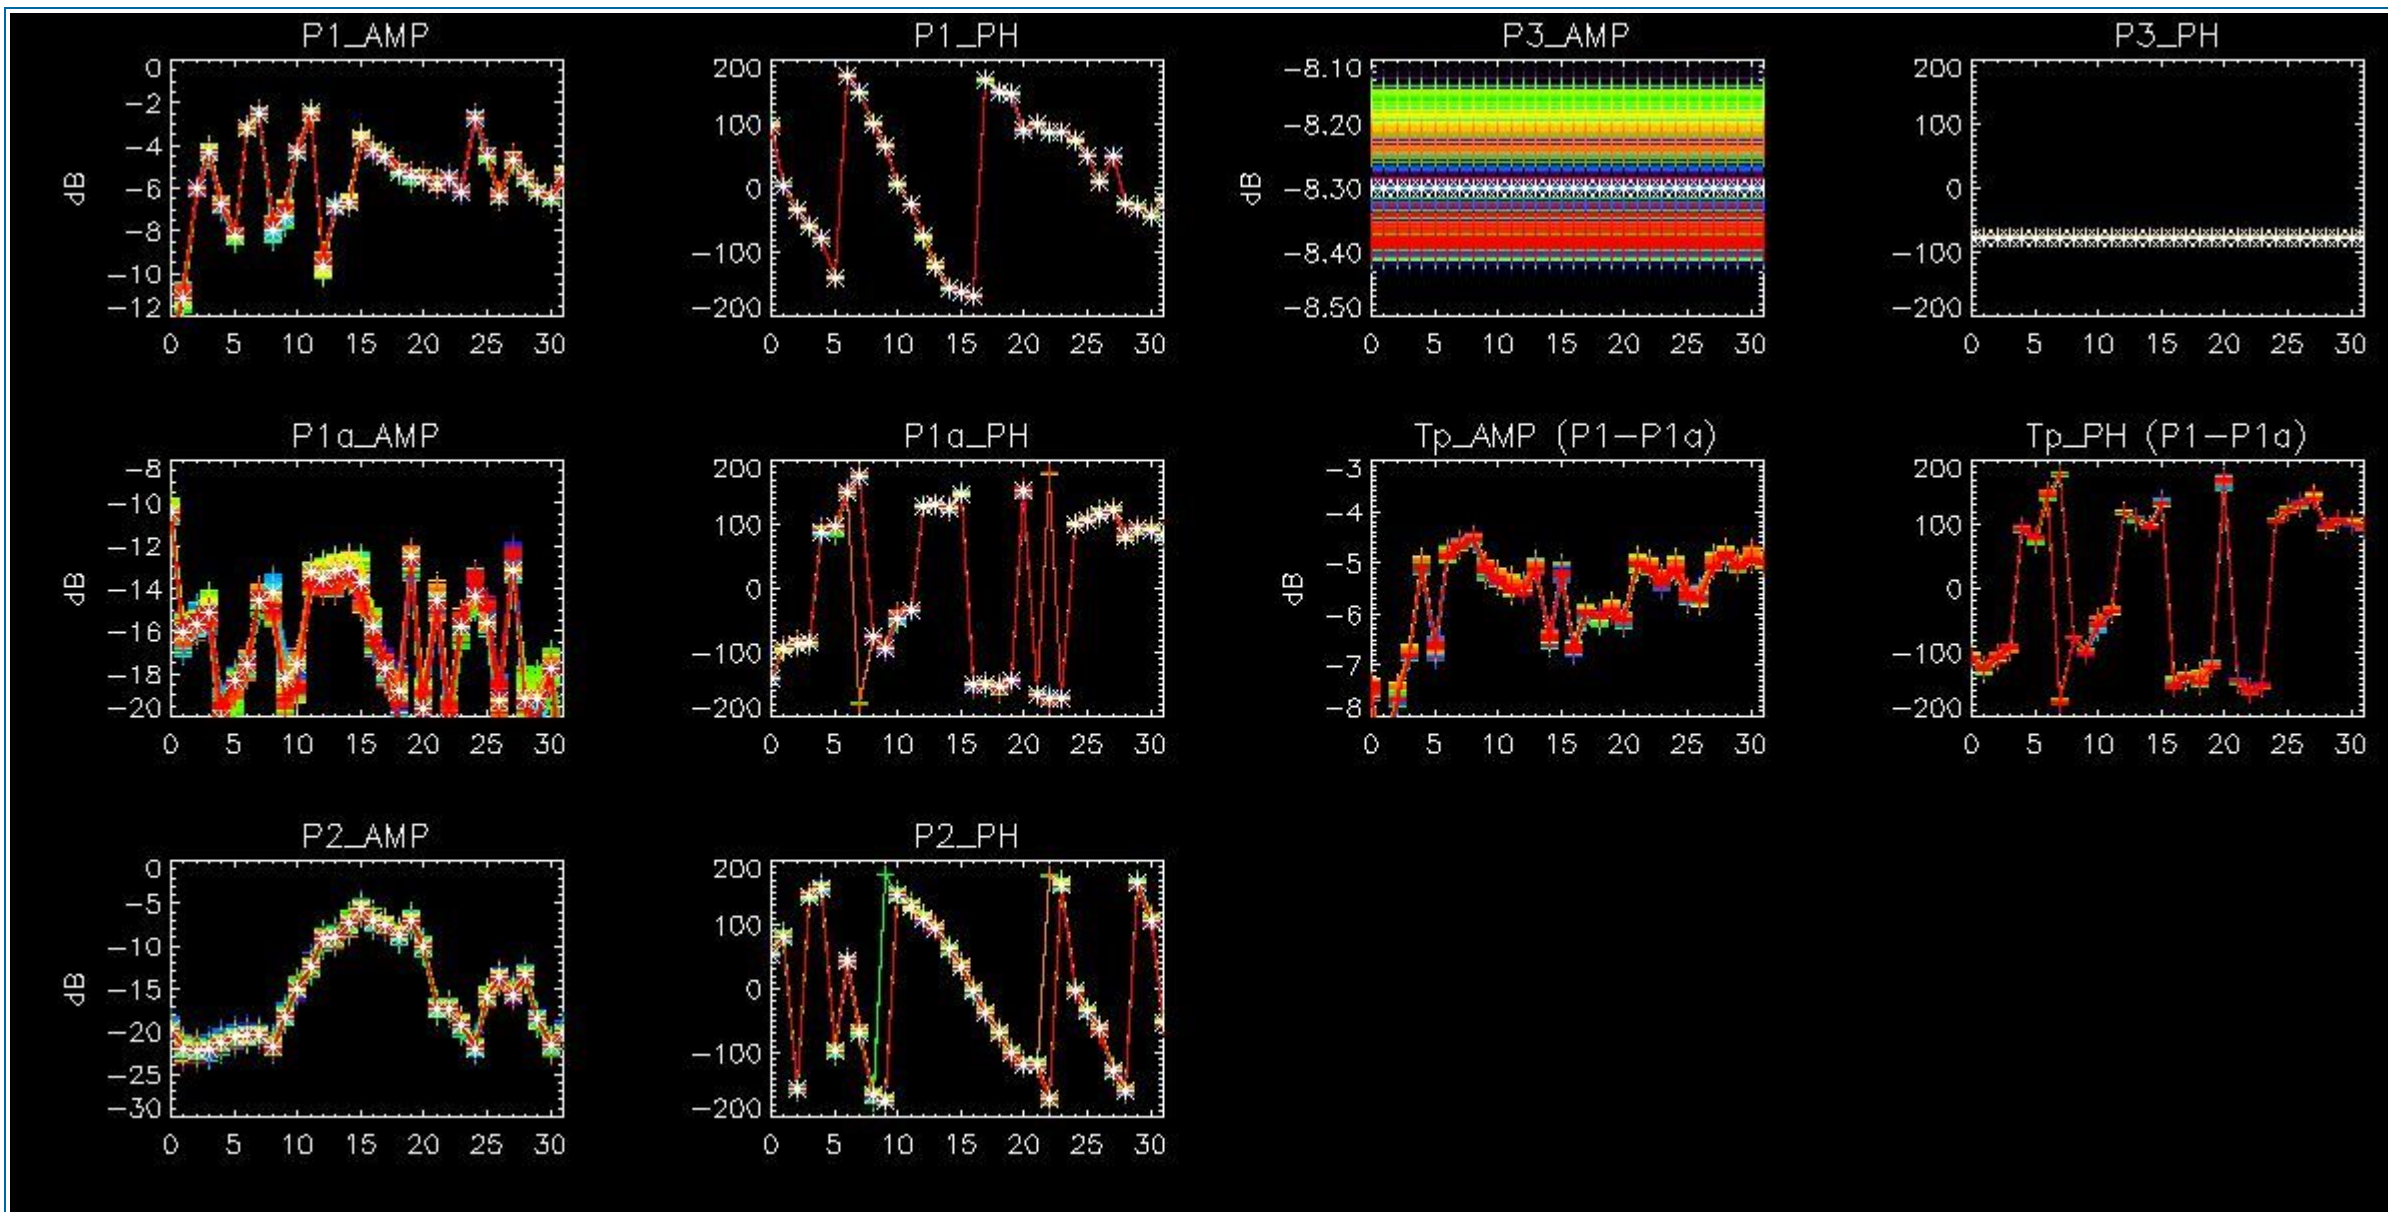 P1_AMP P1_PH P3_AMP P3_PH
0 200 −8.10 200
−2
−4 100 −8.20 100
dB −6 0 dB −8.30 0
−8
−10 −100 −8.40 −100
−12 −200 −8.50 −200
0 5 10 15 20 25 30 0 5 10 15 20 25 30 0 5 10 15 20 25 30 0 5 10 15 20 25 30
P1a_AMP P1a_PH Tp_AMP (P1−P1a) Tp_PH (P1−P1a)
−8 200 −3 200
−10 100 −4 100
−12
dB −14 0 dB −5 0
−16 −6
−18 −100 −7 −100
−20 −200 −8 −200
0 5 10 15 20 25 30 0 5 10 15 20 25 30 0 5 10 15 20 25 30 0 5 10 15 20 25 30
P2_AMP P2_PH
0 200
−5 100
−10
dB −15 0
−20 −100
−25
−30 −200
0 5 10 15 20 25 30 0 5 10 15 20 25 30